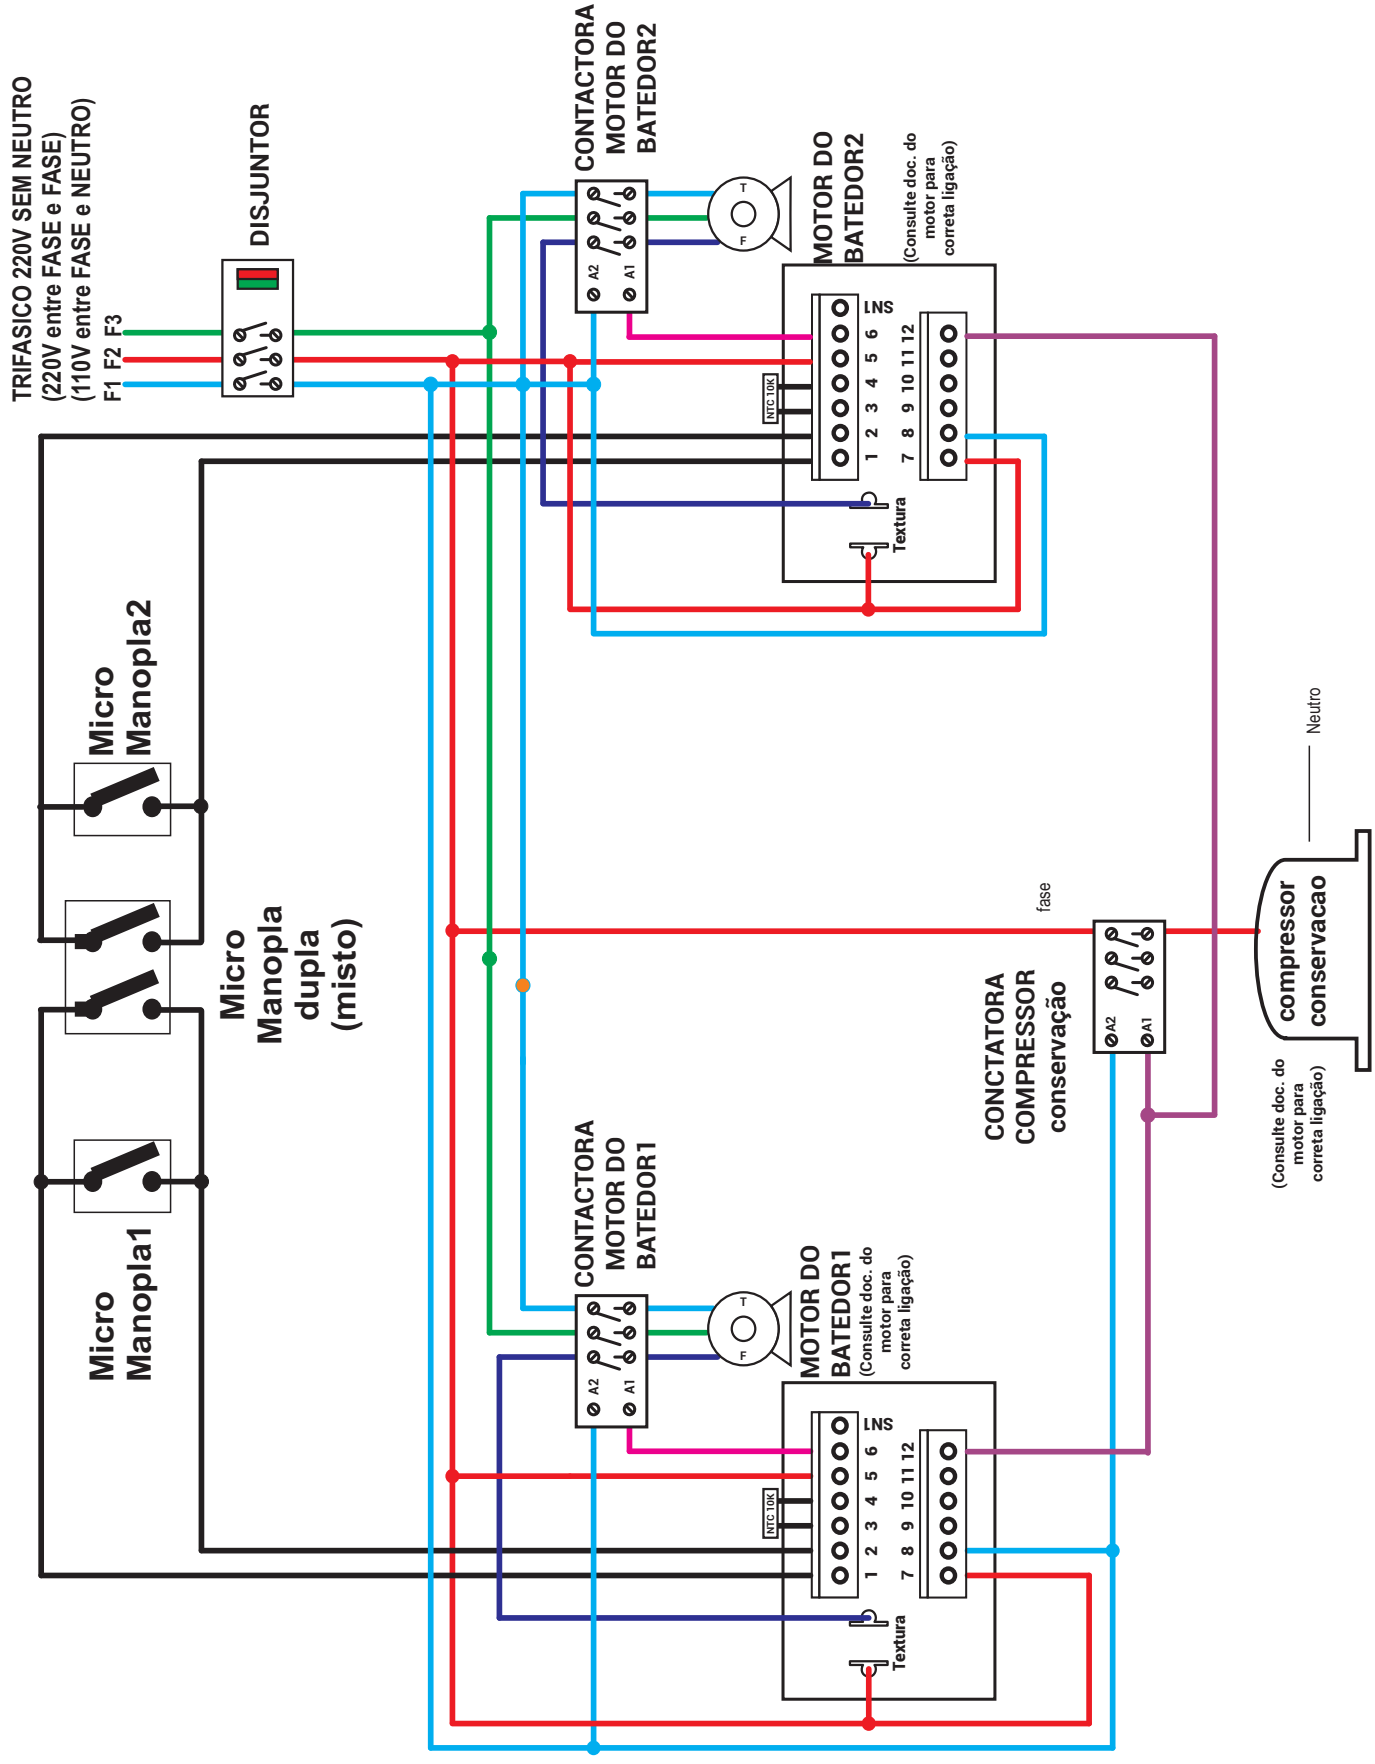 TRIFASICO 220V SEM NEUTRO
(220V entre FASE e FASE)
(110V entre FASE e NEUTRO)
F1 F2 F3
DISJUNTOR
CONTACTORA
MOTOR DO
BATEDOR2
A2
A1
T
F
MOTOR DO
BATEDOR2
(Consulte doc. do
motor para
correta ligação)
NTC 10K
1 2 3 4 5 6 SN1
7 8 9 10 11 12
Textura
Micro
Manopla2
Micro
Manopla
dupla
(misto)
Micro
Manopla1
CONTACTORA
MOTOR DO
BATEDOR1
A2
A1
T
F
MOTOR DO
BATEDOR1
(Consulte doc. do
motor para
correta ligação)
NTC 10K
1 2 3 4 5 6 SN1
7 8 9 10 11 12
Textura
CONCTATORA
COMPRESSOR
conservação
A2
A1
fase
Neutro
compressor
conservacao
(Consulte doc. do
motor para
correta ligação)